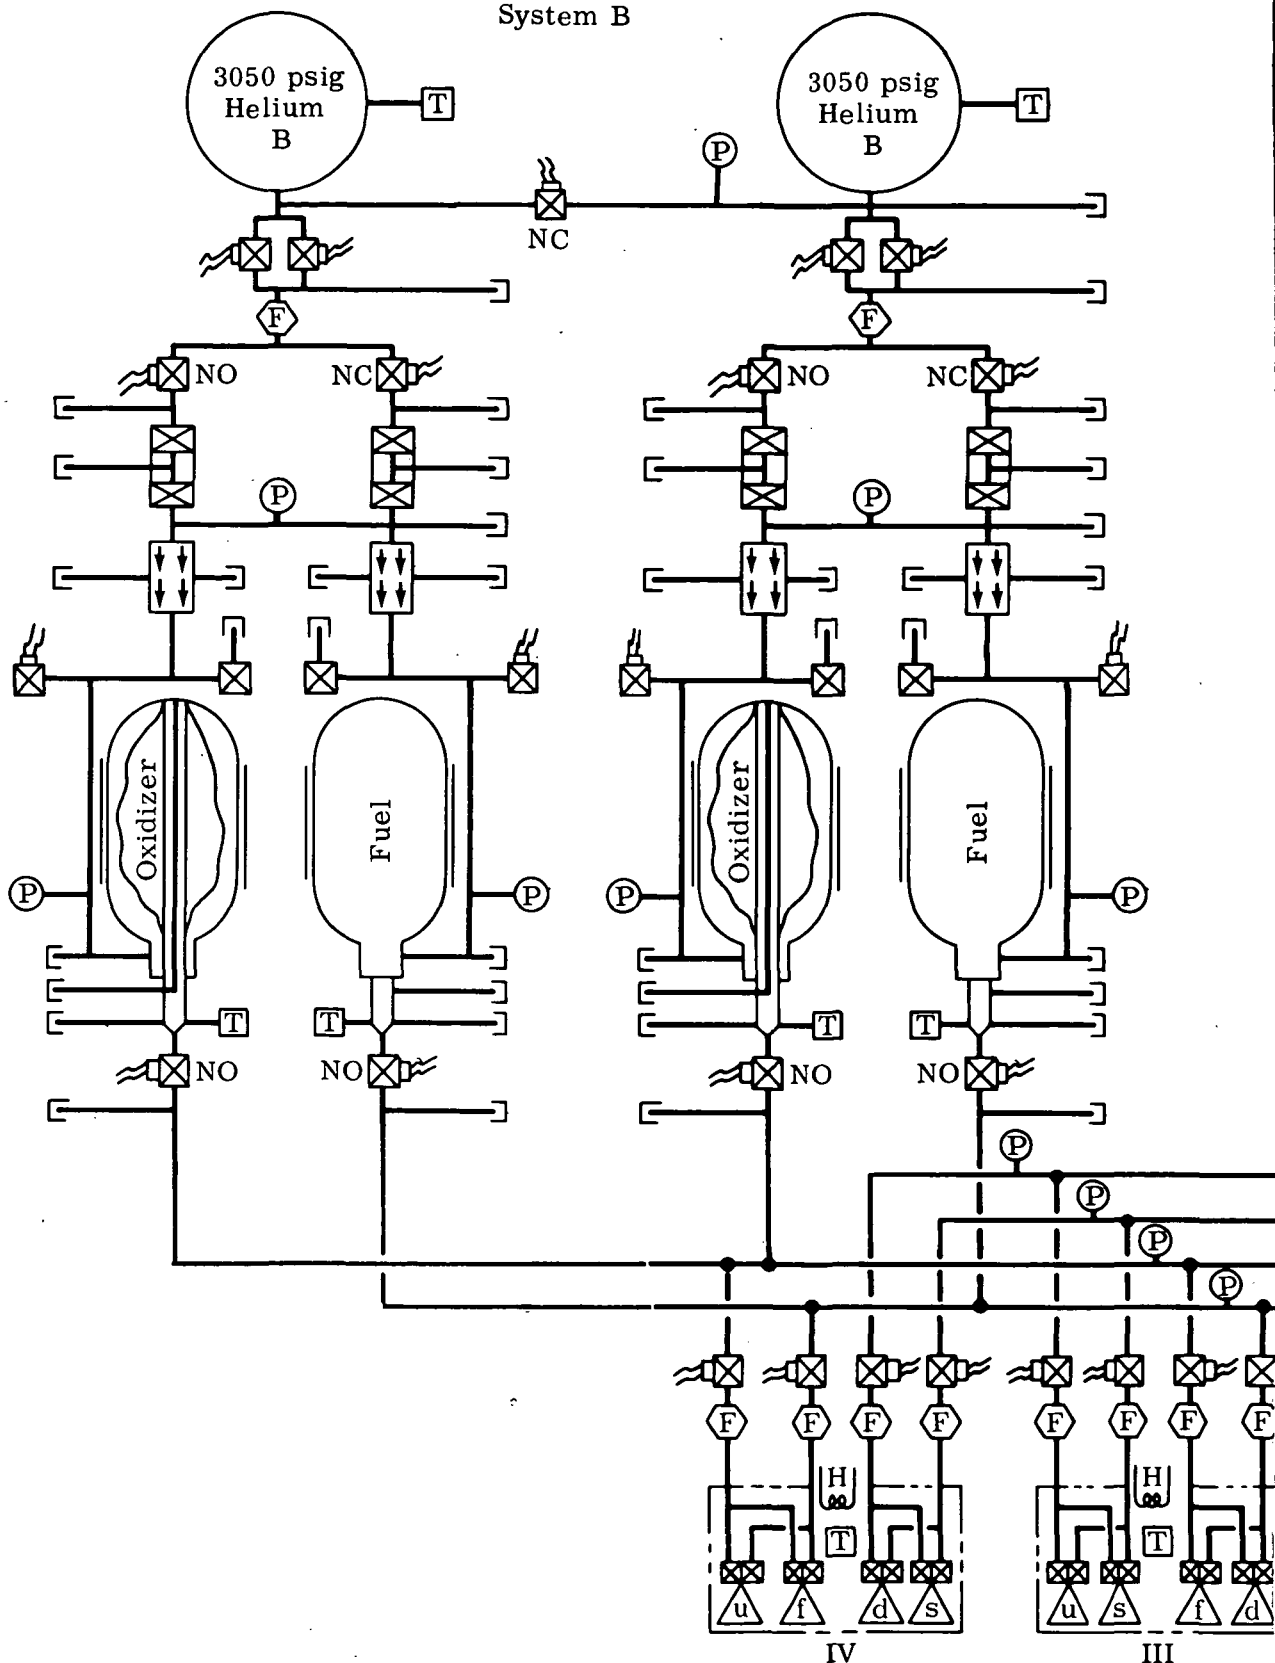 System B
3050 psig
Helium
B
T
3050 psig
Helium
B
T
P
NC
F
F
NO
NC
NO
NC
P
P
Oxidizer
Fuel
Oxidizer
Fuel
P
P
P
P
T
T
T
T
NO
NO
NO
NO
P
P
P
P
F
F
F
F
F
F
F
F
H
H
T
T
u
f
d
s
u
s
f
d
IV
III